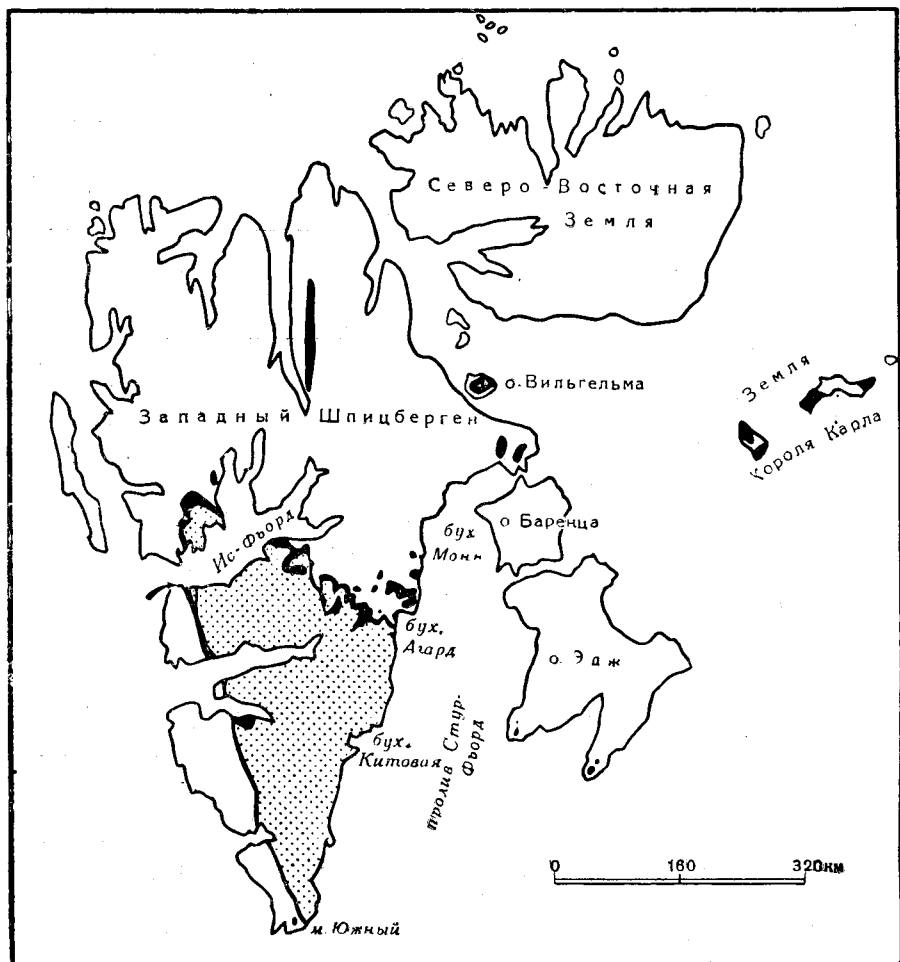 Северо-Восточная
Земля
о. Вильгельма
Земля
Короля Карла
Западный Шпицберген
о Баренца
бух
Монн
Ис-Фьорд
бух.
Агард
о. Эдж
бух.
Китовая
пролив Стур-
Фьорд
0 160 320км
м. Южный